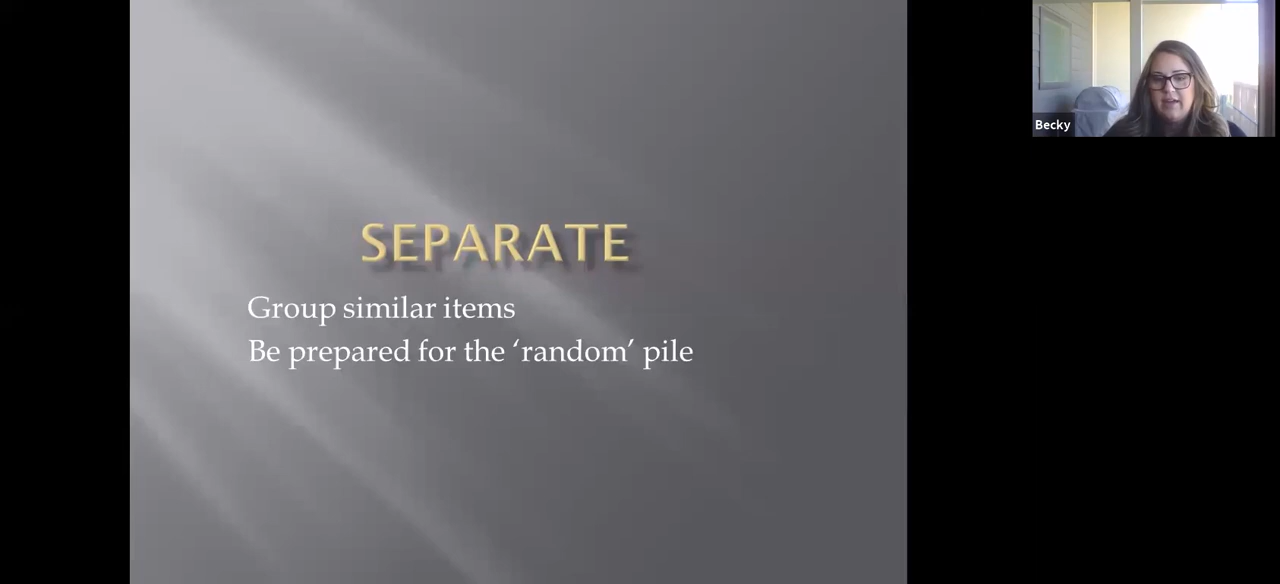 SEPARATE
Group similar items
Be prepared for the ‘random’ pile
Becky